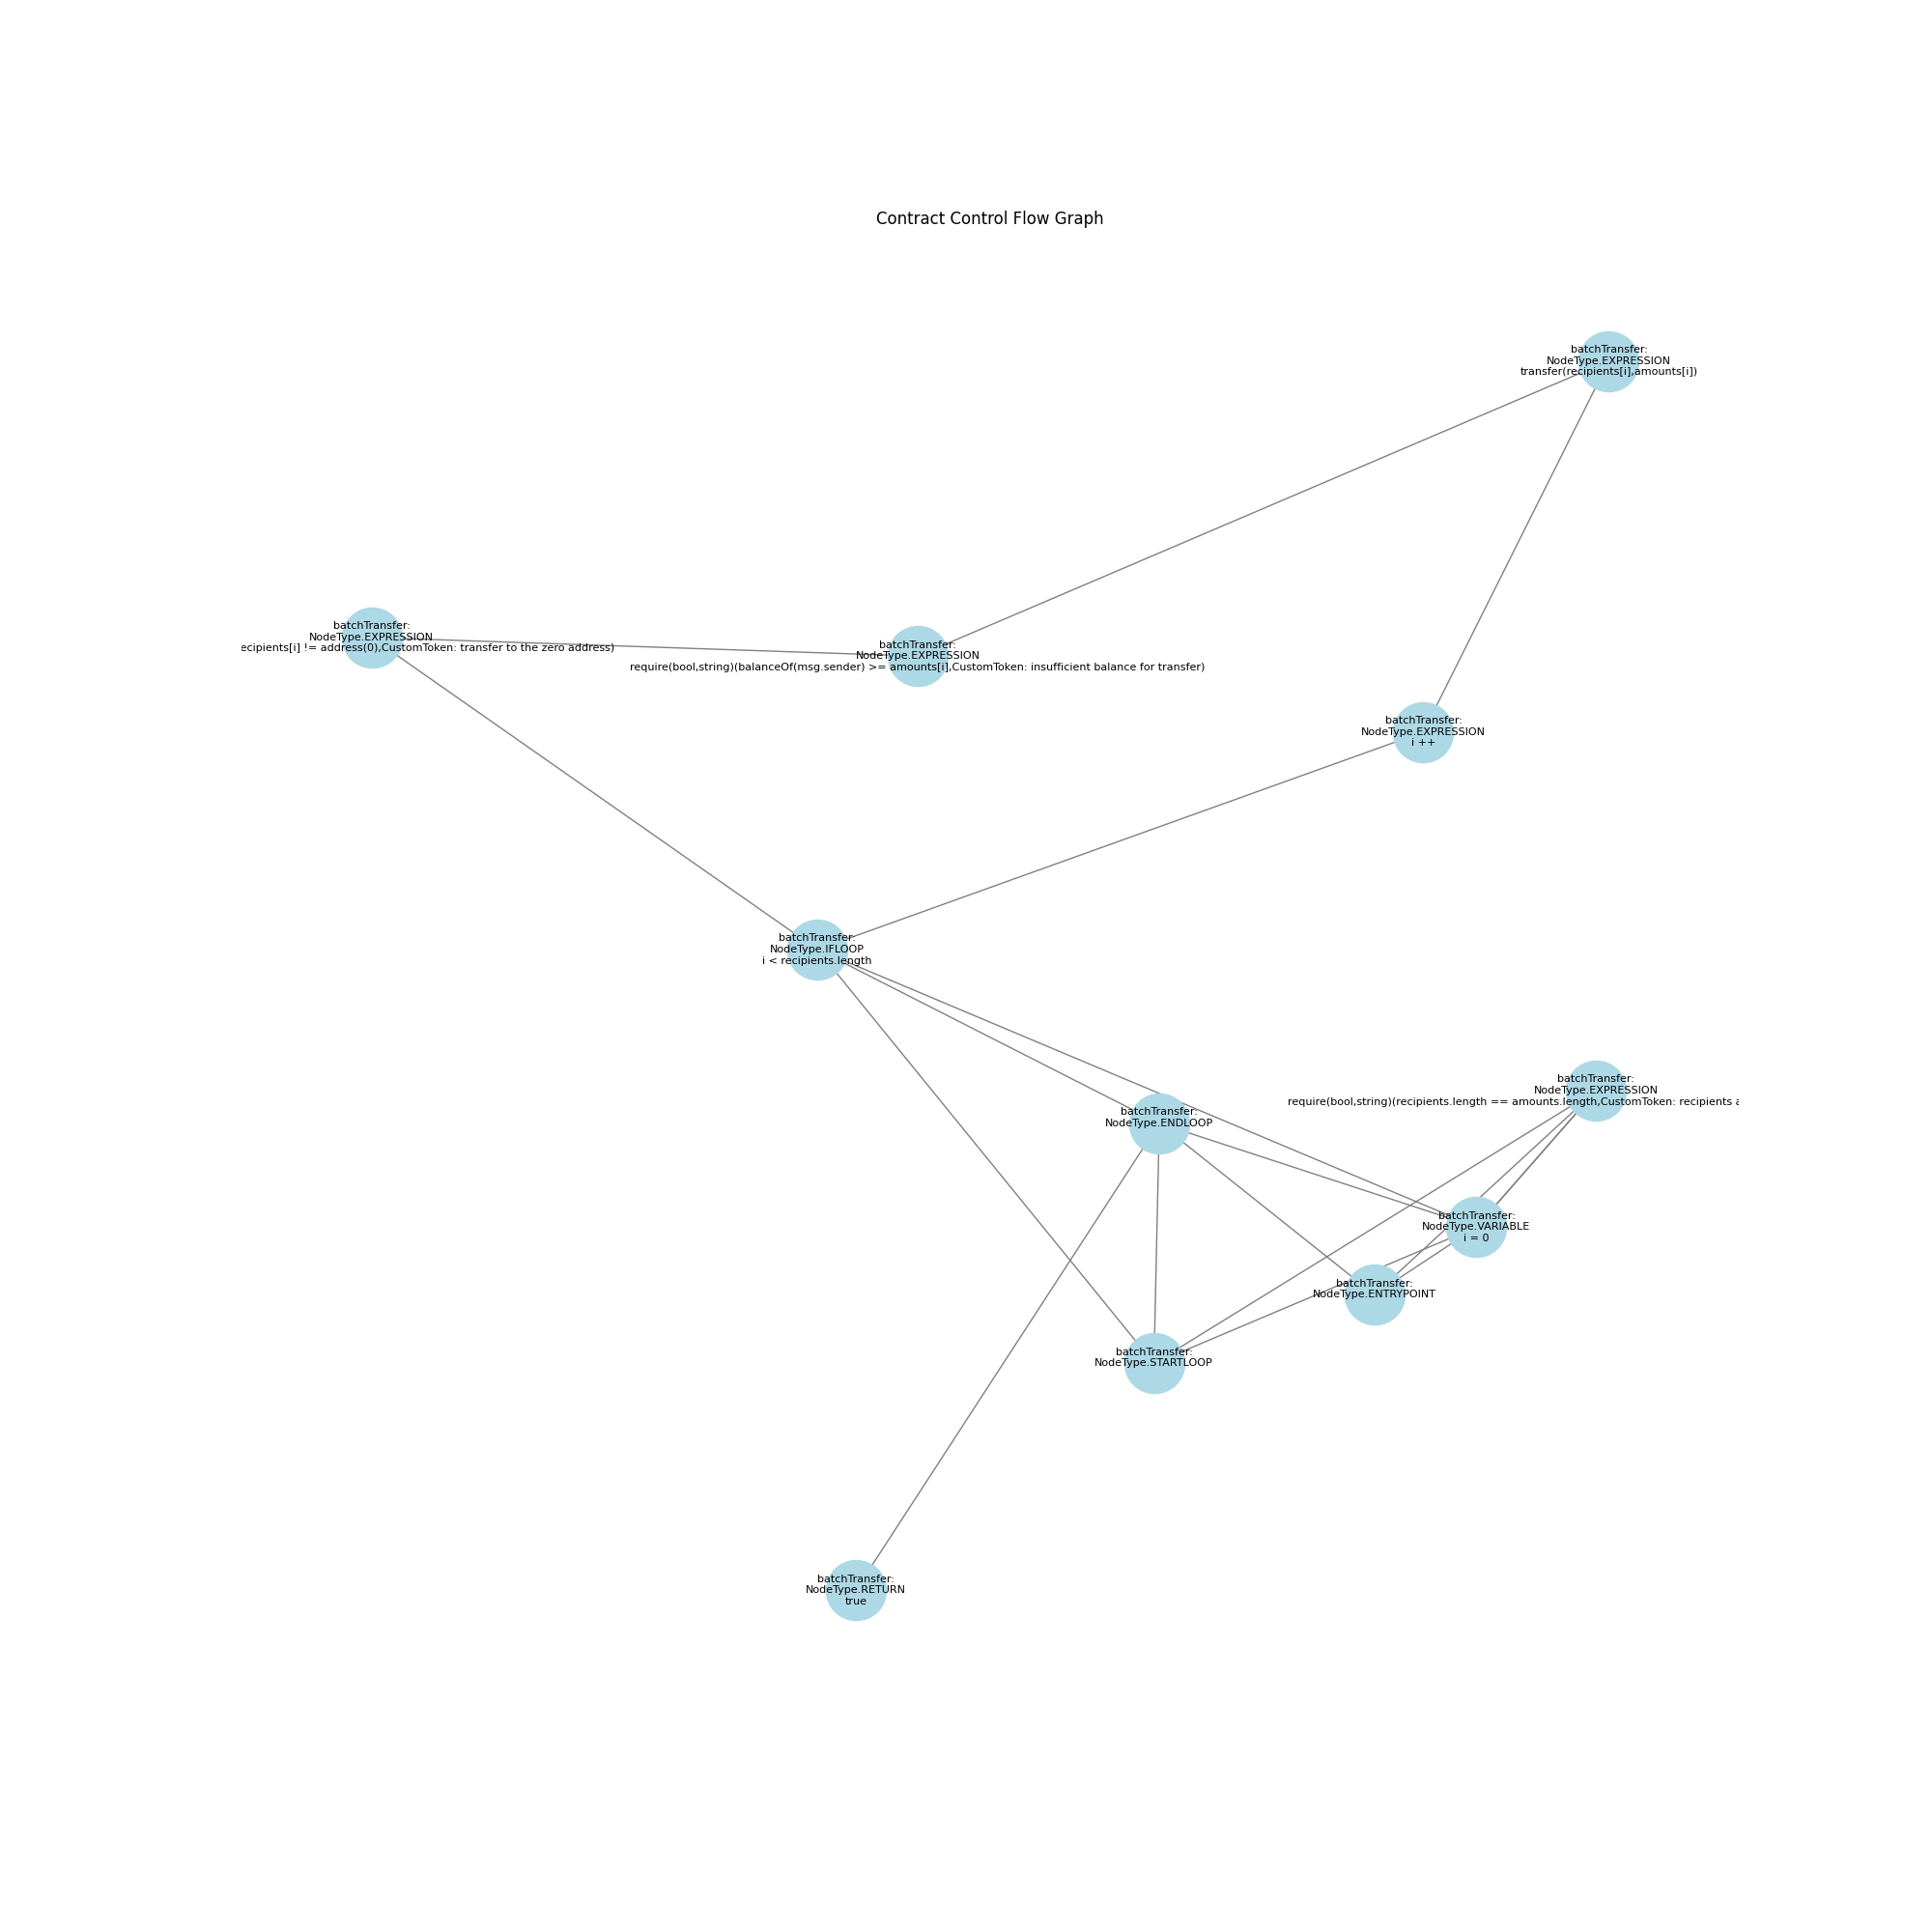 Contract Control Flow Graph
batchTransfer:
NodeType.EXPRESSION
transfer(recipients[i],amounts[i])
batchTransfer:
NodeType.EXPRESSION
ecipients[i] != address(0),CustomToken: transfer to the zero address)
batchTransfer:
NodeType.EXPRESSION
require(bool,string)(balanceOf(msg.sender) >= amounts[i],CustomToken: insufficient balance for transfer)
batchTransfer:
NodeType.EXPRESSION
i ++
batchTransfer:
NodeType.IFLOOP
i < recipients.length
batchTransfer:
NodeType.EXPRESSION
require(bool,string)(recipients.length == amounts.length,CustomToken: recipients
batchTransfer:
NodeType.ENDLOOP
batchTransfer:
NodeType.VARIABLE
i = 0
batchTransfer:
NodeType.ENTRYPOINT
batchTransfer:
NodeType.STARTLOOP
batchTransfer:
NodeType.RETURN
true